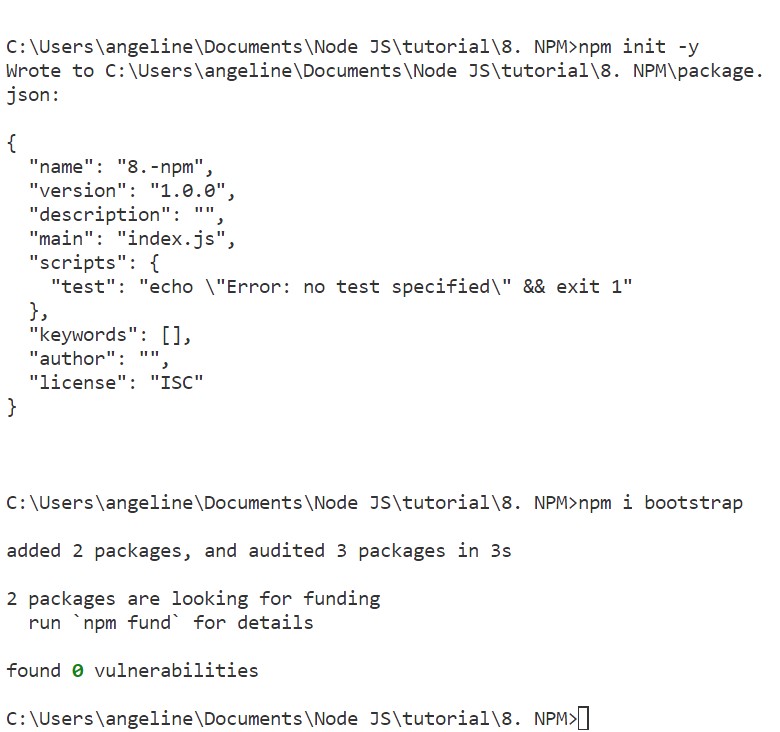 C:\Users\angeline\Documents\Node JS\tutorial\8. NPM>npm init -y
Wrote to C:\Users\angeline\Documents\Node JS\tutorial\8. NPM\package.
json:
{
  "name": "8.-npm",
  "version": "1.0.0",
  "description": "",
  "main": "index.js",
  "scripts": {
    "test": "echo \"Error: no test specified\" && exit 1"
  },
  "keywords": [],
  "author": "",
  "license": "ISC"
}
C:\Users\angeline\Documents\Node JS\tutorial\8. NPM>npm i bootstrap
added 2 packages, and audited 3 packages in 3s
2 packages are looking for funding
  run `npm fund` for details
found 0 vulnerabilities
C:\Users\angeline\Documents\Node JS\tutorial\8. NPM>